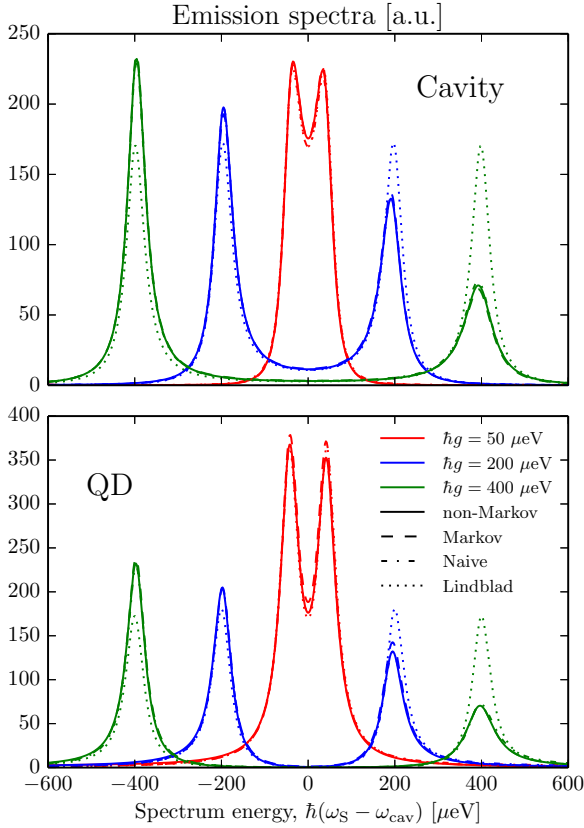 Emission spectra [a.u.]
250
200
150
100
50
0
Cavity
400
350
300
250
200
150
100
50
0
QD
ħg = 50 μeV
ħg = 200 μeV
ħg = 400 μeV
non-Markov
Markov
Naive
Lindblad
−600 −400 −200 0 200 400 600
Spectrum energy, ħ(ω_S − ω_cav) [μeV]